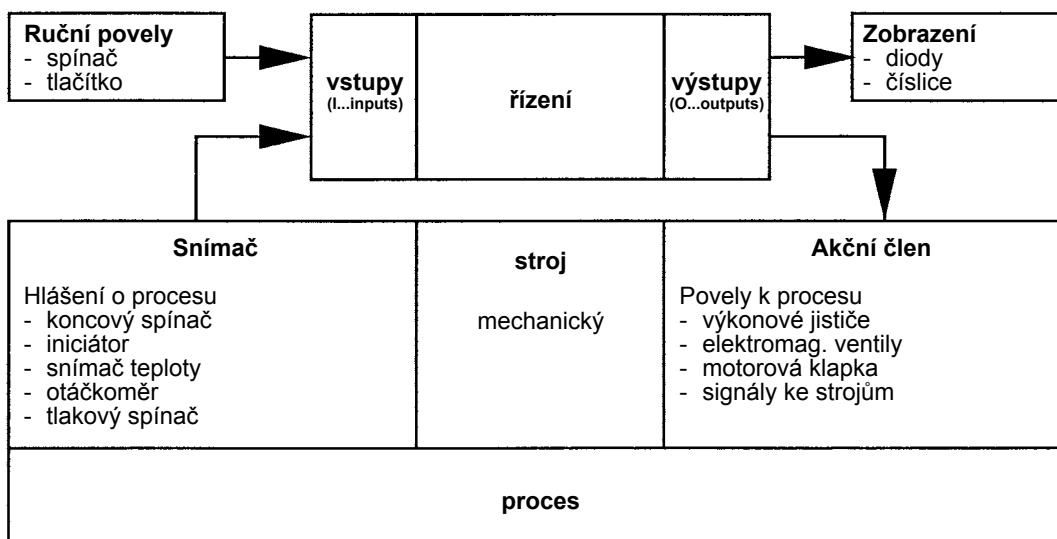 Ruční povely
- spínač
- tlačítko
vstupy
(I...inputs)
řízení
výstupy
(O...outputs)
Zobrazení
- diody
- číslice
Snímač
Hlášení o procesu
- koncový spínač
- iniciátor
- snímač teploty
- otáčkoměr
- tlakový spínač
stroj
mechanický
Akční člen
Povely k procesu
- výkonové jističe
- elektromag. ventily
- motorová klapka
- signály ke strojům
proces